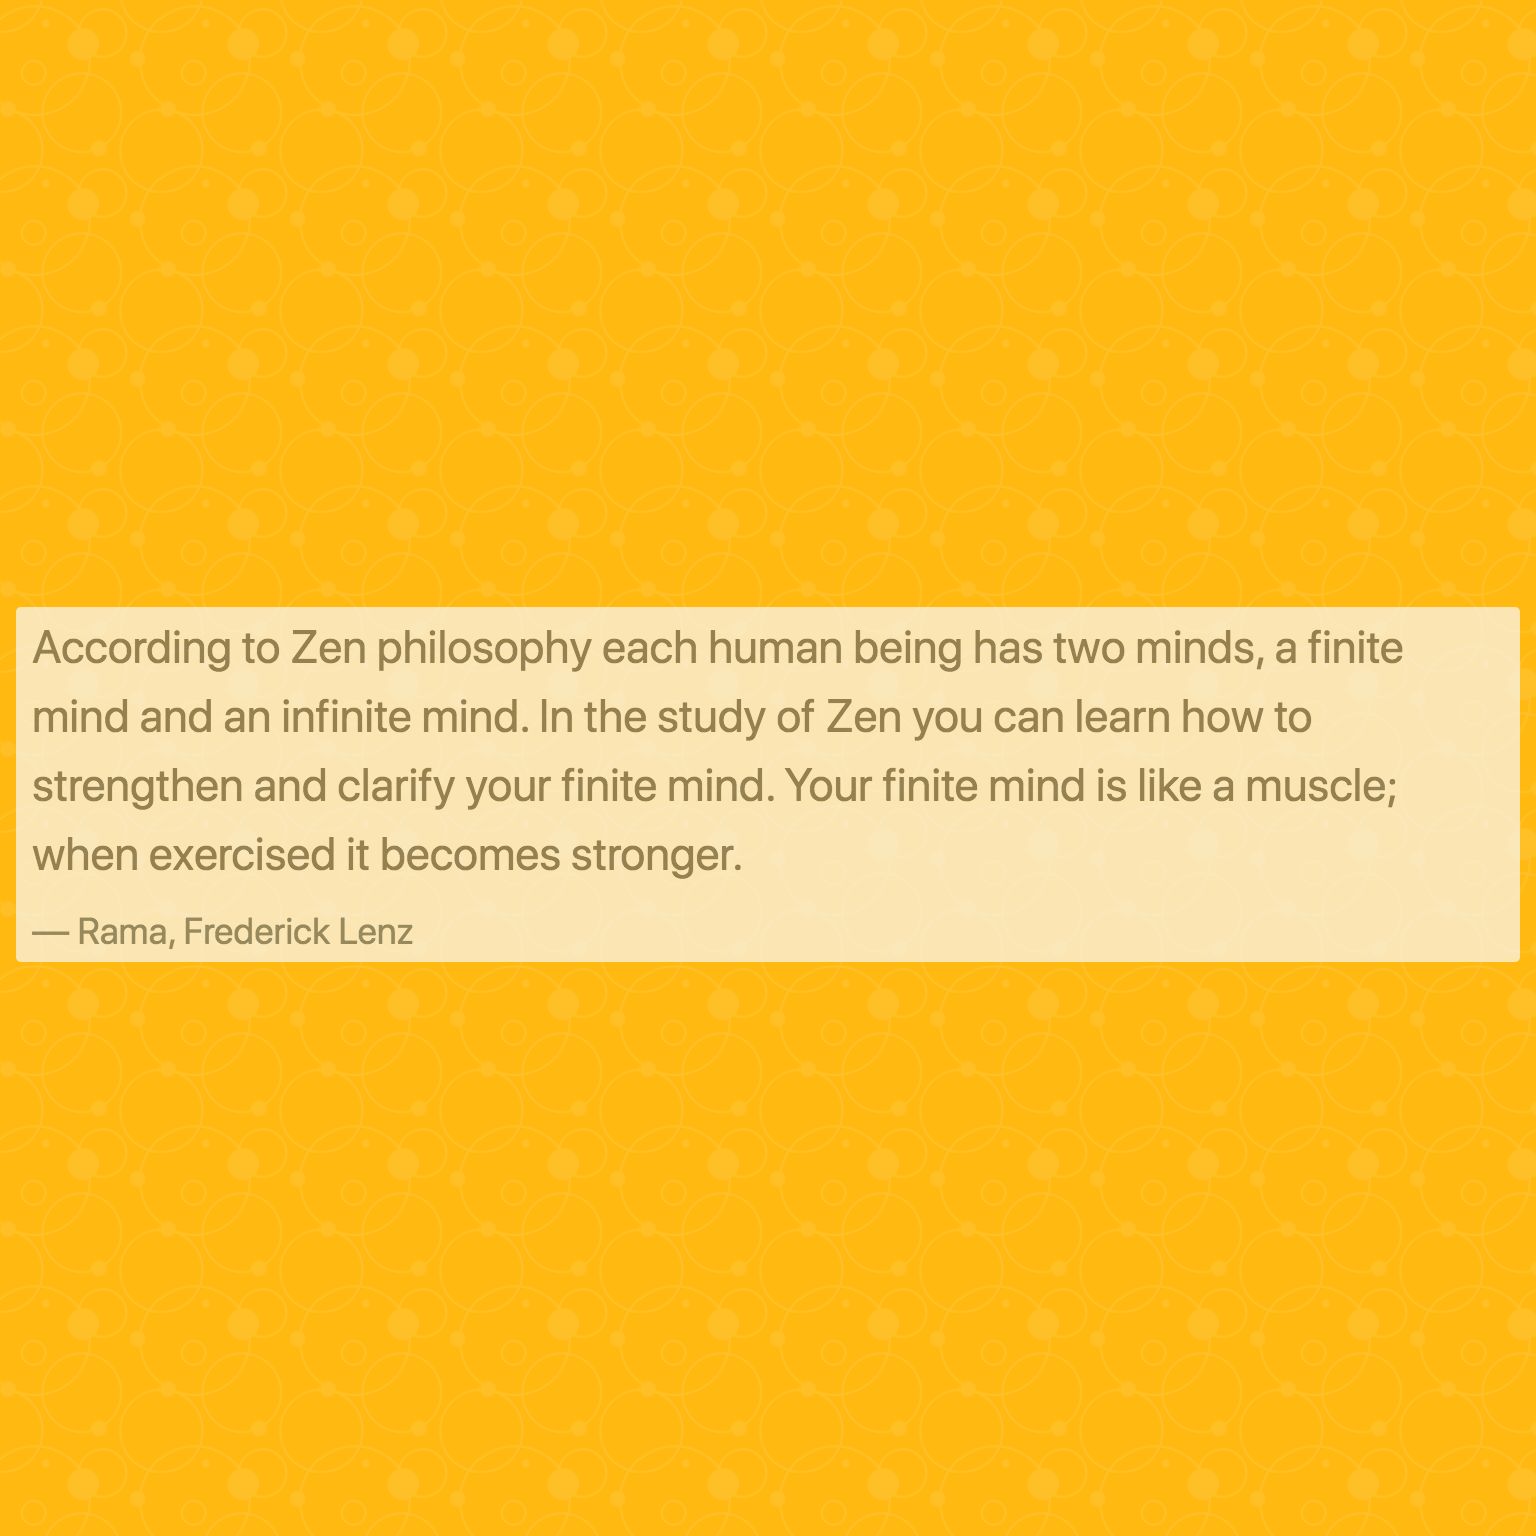 According to Zen philosophy each human being has two minds, a finite
mind and an infinite mind. In the study of Zen you can learn how to
strengthen and clarify your finite mind. Your finite mind is like a muscle;
when exercised it becomes stronger.
— Rama, Frederick Lenz